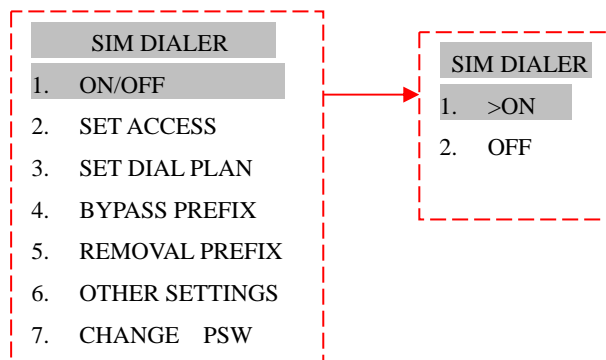 SIM DIALER
1. ON/OFF
2. SET ACCESS
3. SET DIAL PLAN
4. BYPASS PREFIX
5. REMOVAL PREFIX
6. OTHER SETTINGS
7. CHANGE PSW
SIM DIALER
1. >ON
2. OFF